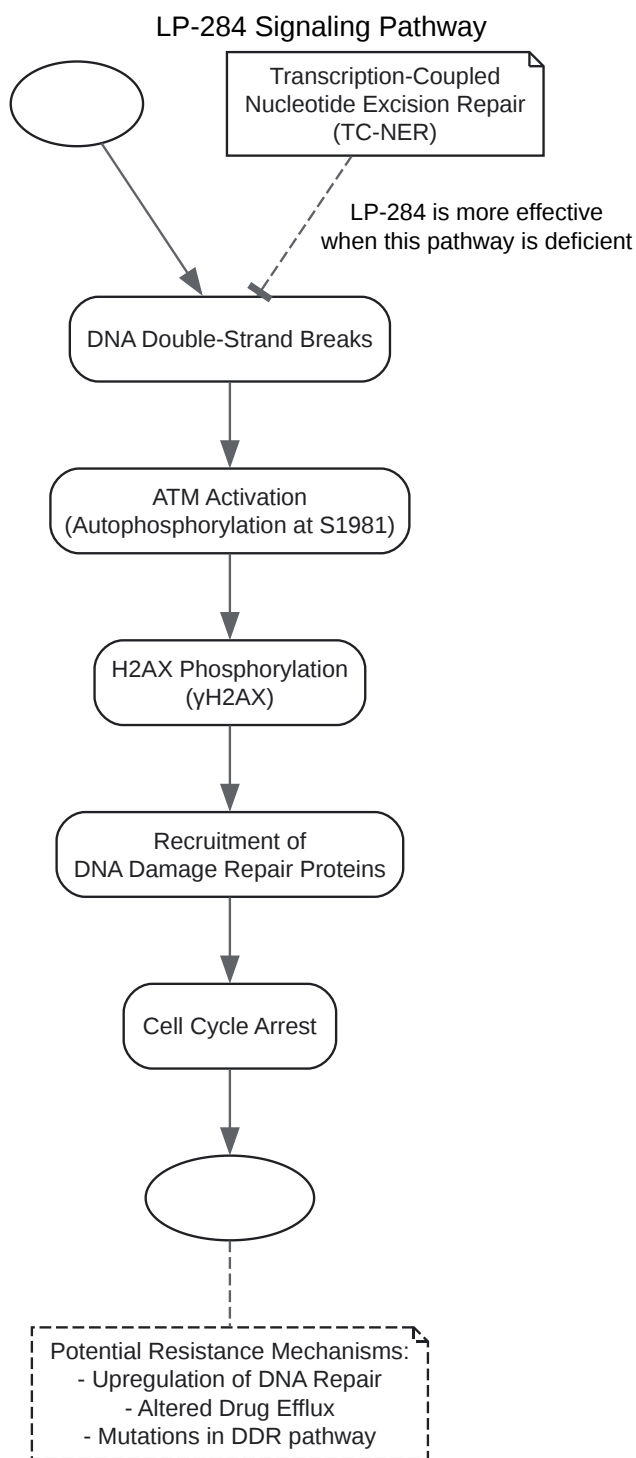 LP-284 Signaling Pathway
Transcription-Coupled
Nucleotide Excision Repair
(TC-NER)
LP-284 is more effective
when this pathway is deficient
DNA Double-Strand Breaks
ATM Activation
(Autophosphorylation at S1981)
H2AX Phosphorylation
(γH2AX)
Recruitment of
DNA Damage Repair Proteins
Cell Cycle Arrest
Potential Resistance Mechanisms:
- Upregulation of DNA Repair
- Altered Drug Efflux
- Mutations in DDR pathway